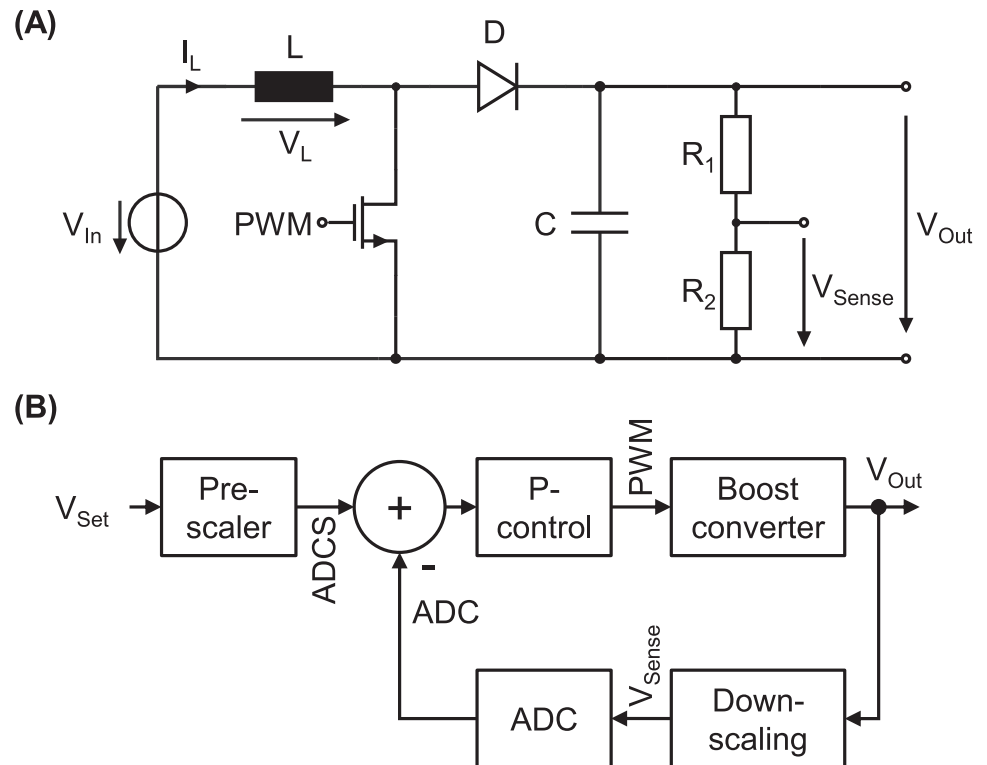 (A)
I_L
L
D
V_L
V_In
PWM
C
R_1
R_2
V_Sense
V_Out
(B)
V_Set
Pre-
scaler
ADCS
+
-
ADC
P-
control
PWM
Boost
converter
V_Out
ADC
V_Sense
Down-
scaling